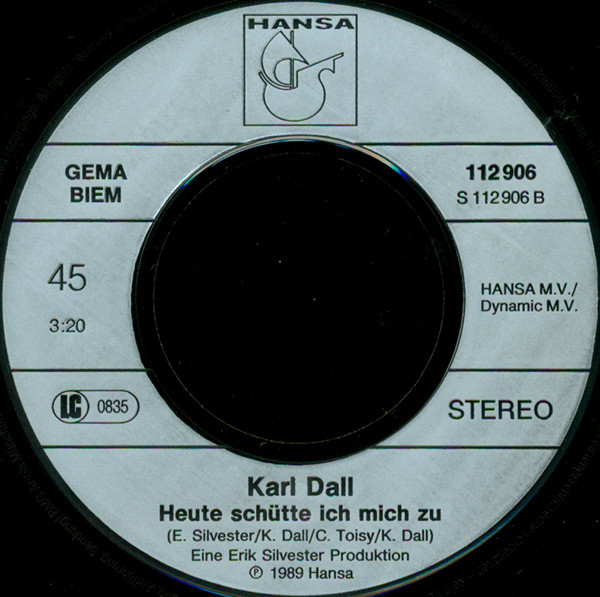 HANSA
GEMA
BIEM
112 906
S 112 906 B
45
3:20
HANSA M.V./
Dynamic M.V.
LC 0835
STEREO
Karl Dall
Heute schütte ich mich zu
(E. Silvester/K. Dall/C. Toisy/K. Dall)
Eine Erik Silvester Produktion
℗ 1989 Hansa